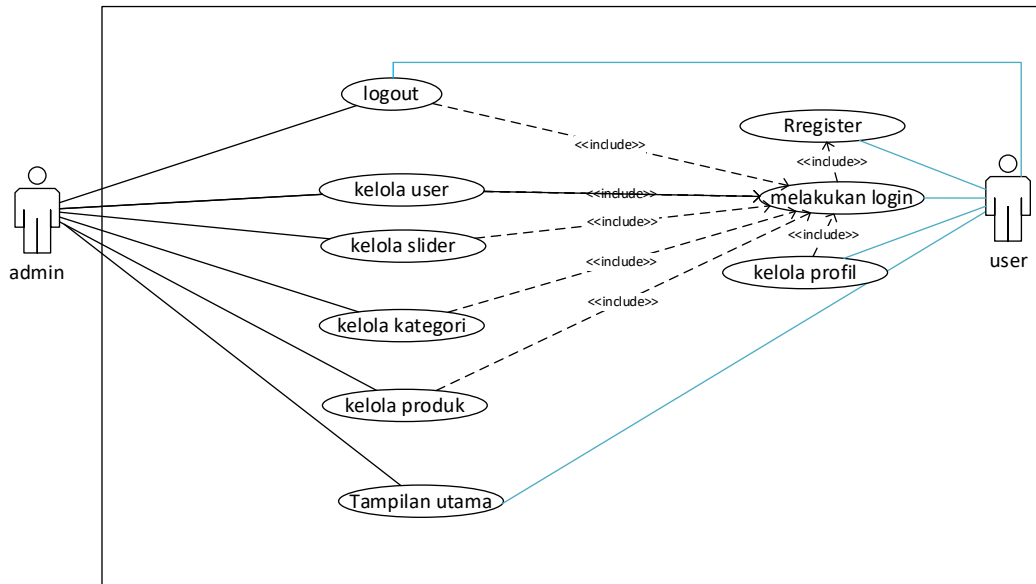 logout
<<include>>
Rregister
<<include>>
kelola user
<<include>>
melakukan login
kelola slider
<<include>>
<<include>>
admin
user
<<include>>
kelola profil
<<include>>
kelola kategori
kelola produk
Tampilan utama